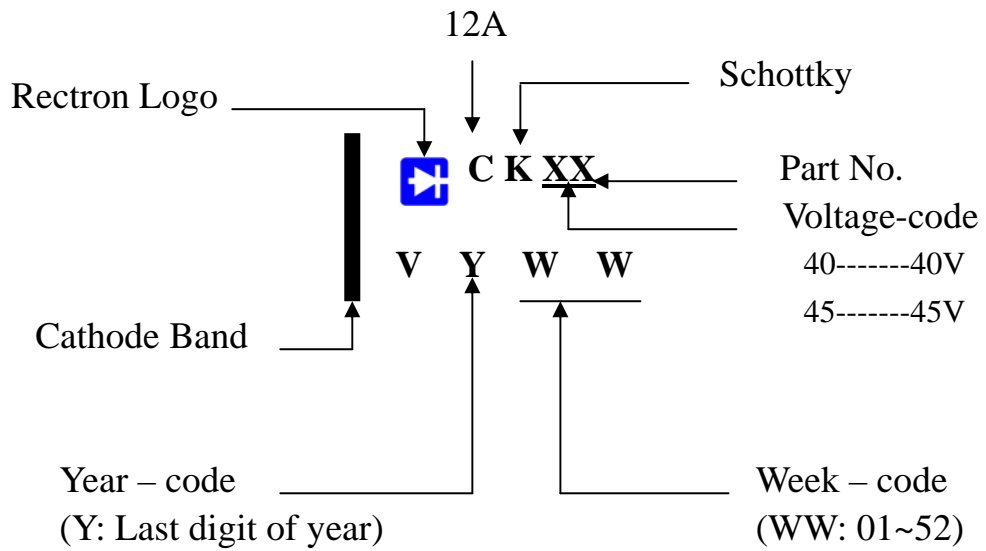 12A
Schottky
Rectron Logo
C K XX
Part No.
Voltage-code
V Y W W
40-------40V
45-------45V
Cathode Band
Year – code
(Y: Last digit of year)
Week – code
(WW: 01~52)